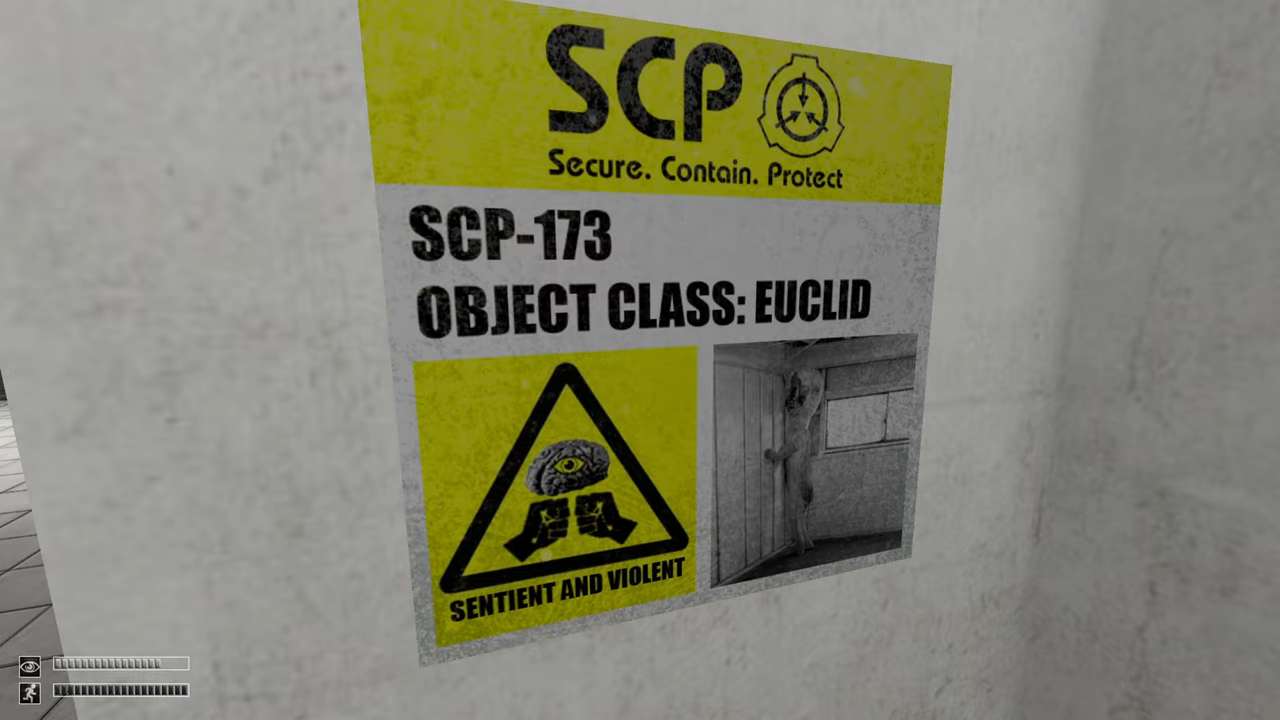 SCP
Secure. Contain. Protect
SCP-173
OBJECT CLASS: EUCLID
SENTIENT AND VIOLENT